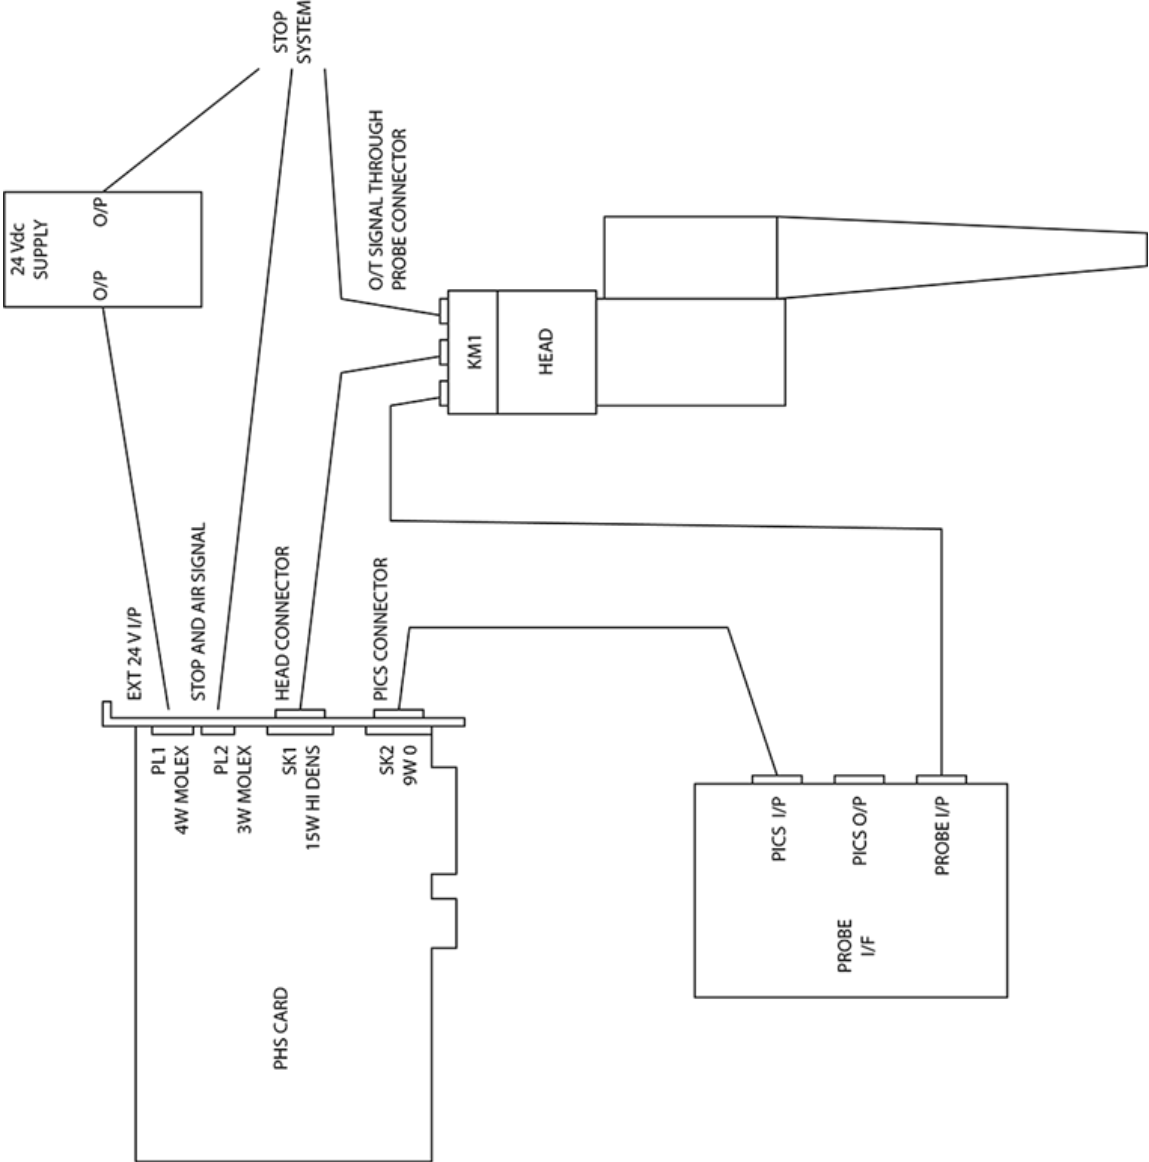 STOP
SYSTEM
24 Vdc
SUPPLY
O/P
O/P
O/T SIGNAL THROUGH
PROBE CONNECTOR
KM1
HEAD
EXT 24 V I/P
STOP AND AIR SIGNAL
HEAD CONNECTOR
PICS CONNECTOR
PL1
4W MOLEX
PL2
3W MOLEX
SK1
15W HI DENS
SK2
9W 0
PHS CARD
PICS I/P
PICS O/P
PROBE I/P
PROBE
I/F